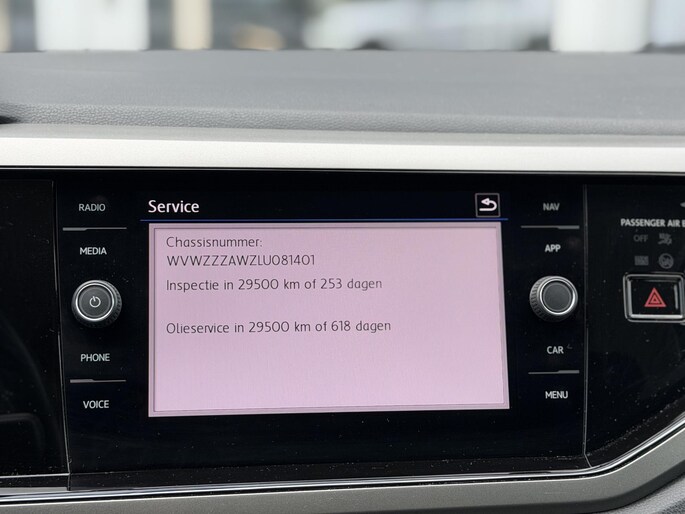 RADIO
MEDIA
PHONE
VOICE
Service
Chassisnummer:
WVWZZZAWZLU081401
Inspectie in 29500 km of 253 dagen
Olieservice in 29500 km of 618 dagen
NAV
APP
CAR
MENU
PASSENGER AIR
OFF